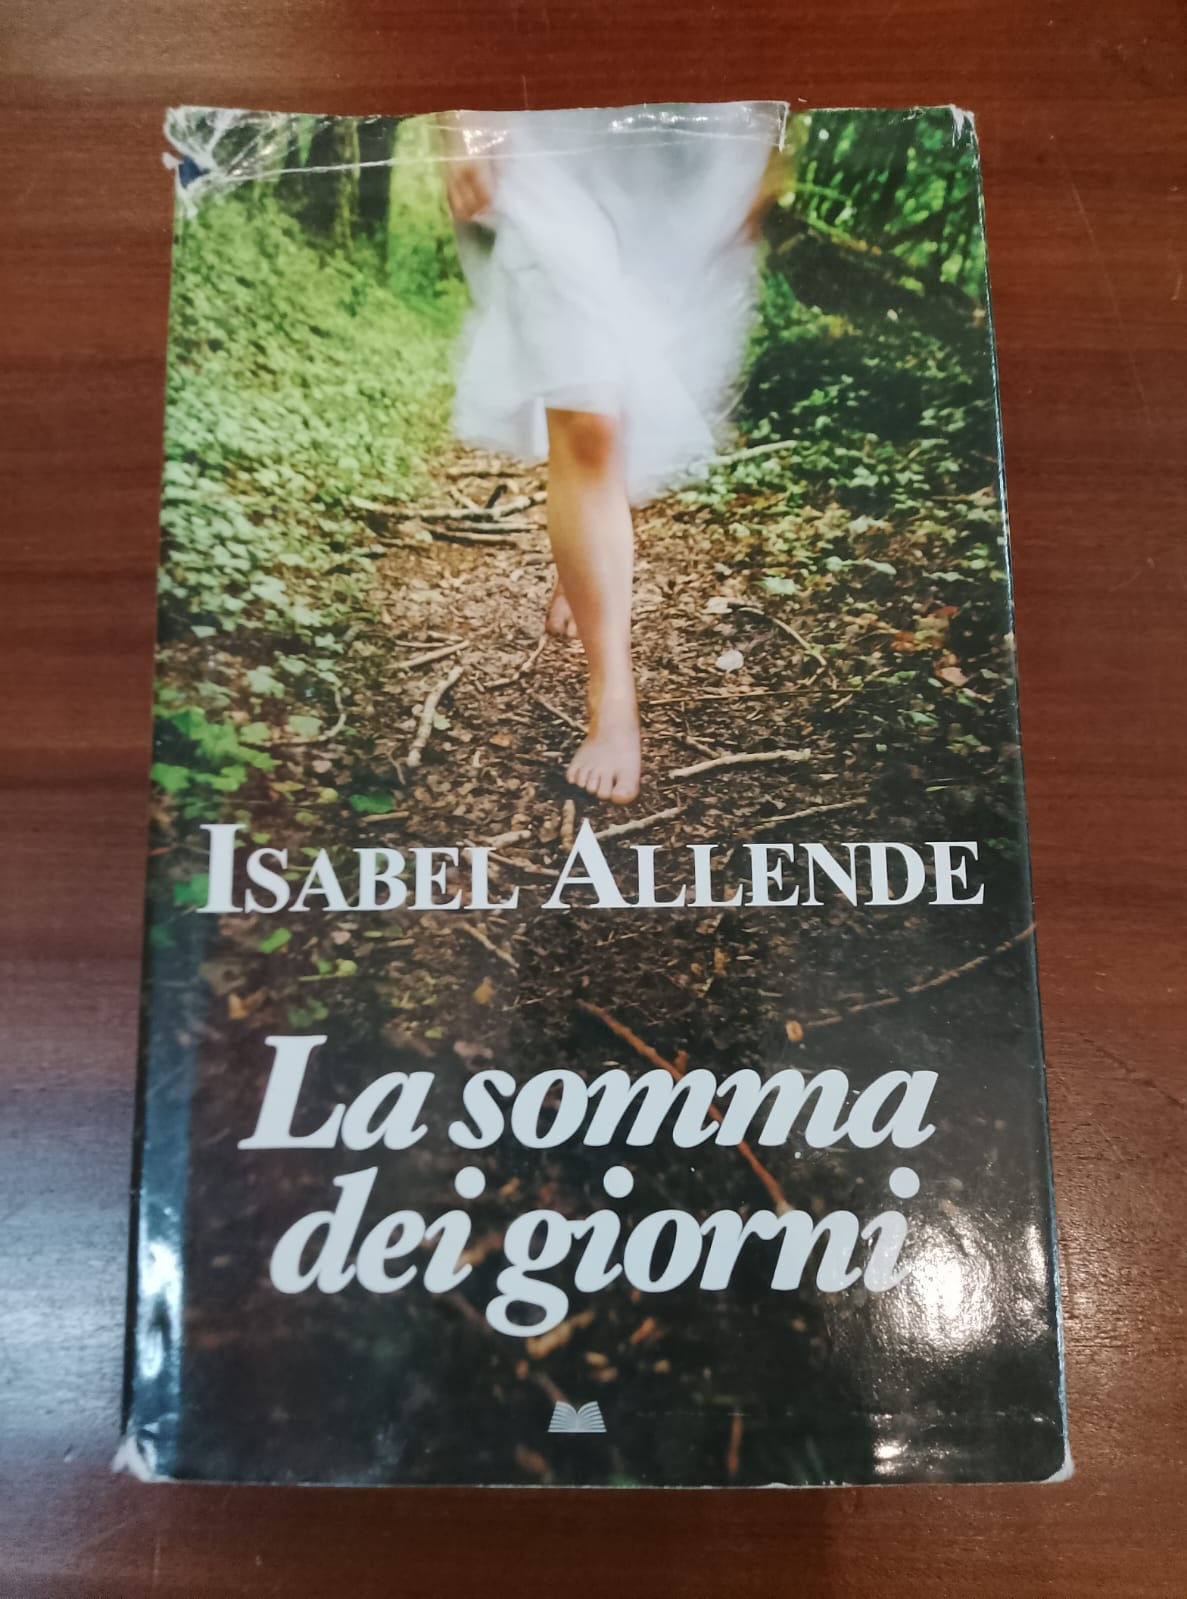 ISABEL ALLENDE
La somma
dei giorni